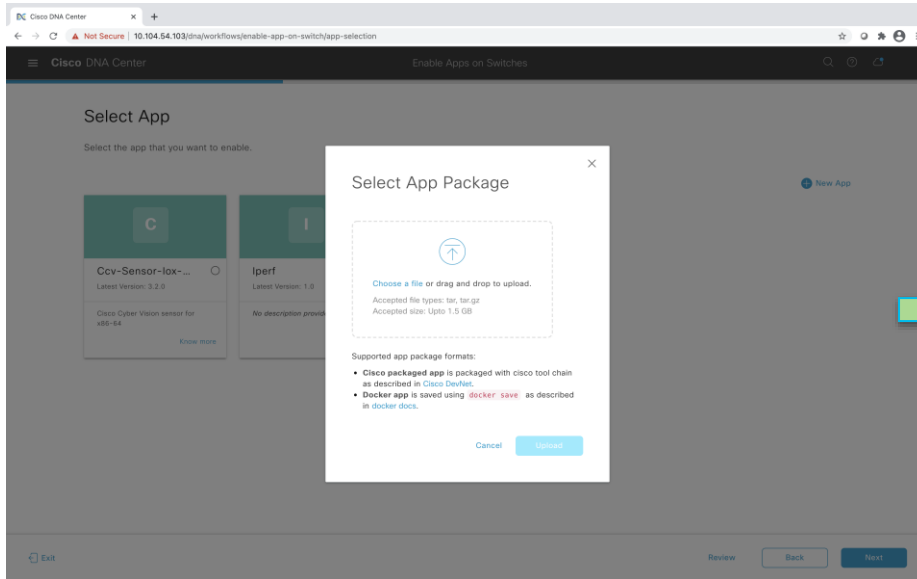 Cisco DNA Center
Not Secure | 10.104.54.103/dna/workflows/enable-app-on-switch/app-selection
Cisco DNA Center
Enable Apps on Switches
Select App
Select the app that you want to enable.
New App
C
I
Ccv-Sensor-Iox-...
Latest Version: 3.2.0
Cisco Cyber Vision sensor for
x86-64
Know more
Iperf
Latest Version: 1.0
No description provid
Select App Package
Choose a file or drag and drop to upload.
Accepted file types: tar, tar.gz
Accepted size: Upto 1.5 GB
Supported app package formats:
• Cisco packaged app is packaged with cisco tool chain
as described in Cisco DevNet.
• Docker app is saved using docker save as described
in docker docs.
Cancel
Upload
Exit
Review
Back
Next